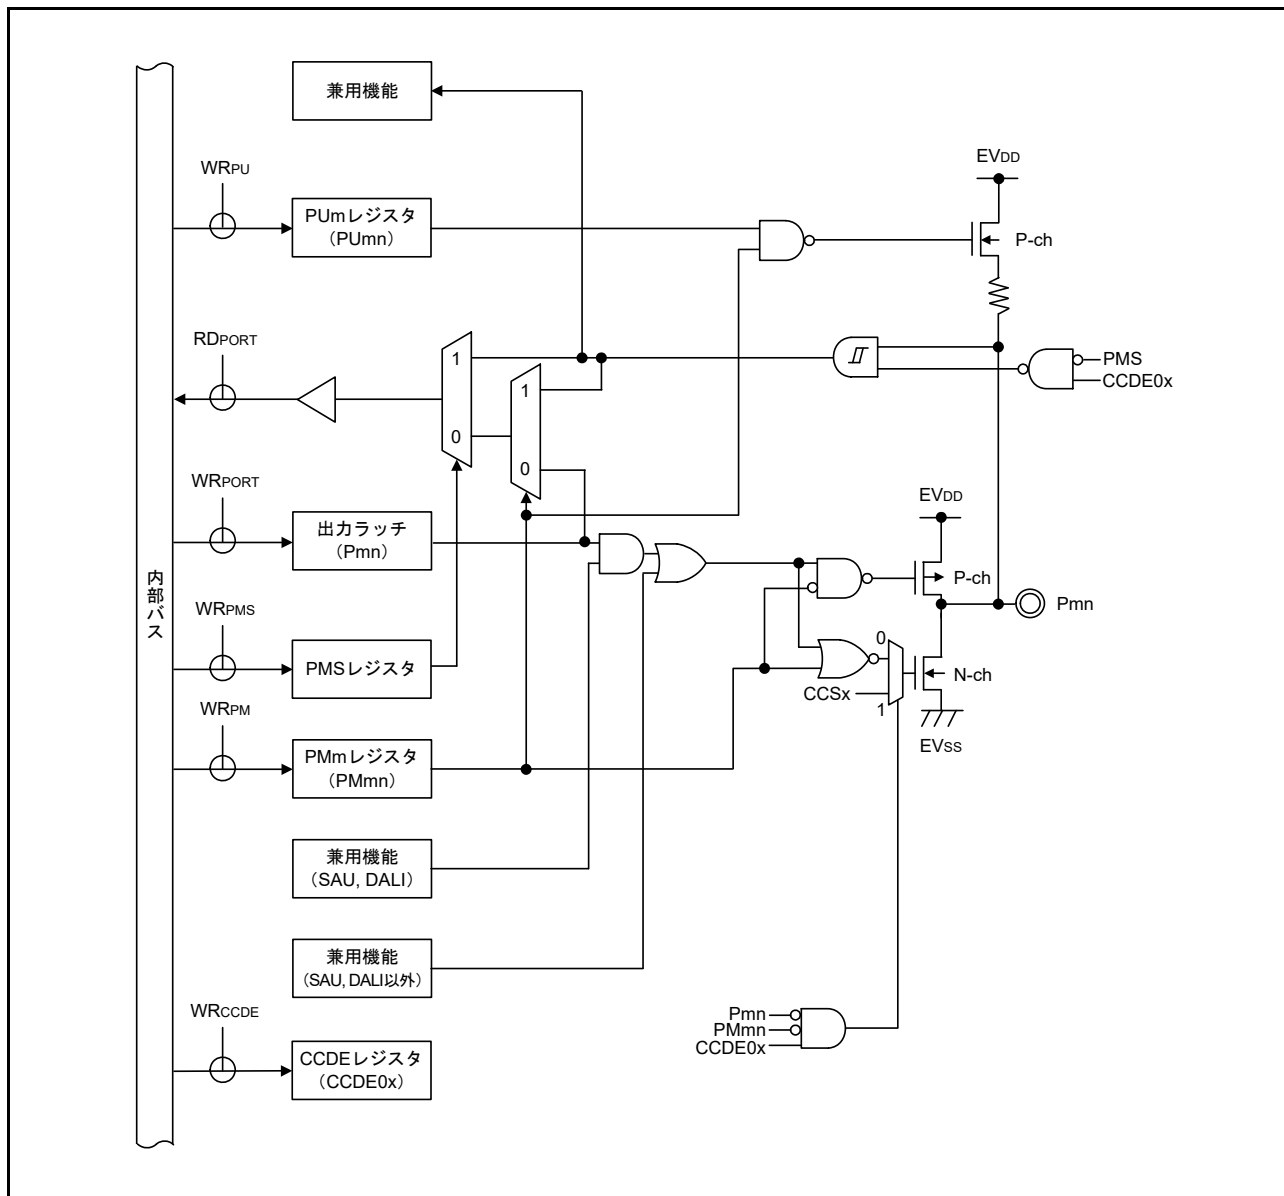 兼用機能
WRPU
EVDD
PUmレジスタ
（PUmn）
P-ch
RDPORT
1
1
PMS
CCDE0x
0
0
WRPORT
EVDD
出力ラッチ
（Pmn）
P-ch
内部バス
WRPMS
Pmn
0
PMSレジスタ
N-ch
CCSx
1
WRPM
EVSS
PMmレジスタ
（PMmn）
兼用機能
（SAU, DALI）
兼用機能
（SAU, DALI以外）
WRCCDE
Pmn
PMmn
CCDE0x
CCDEレジスタ
（CCDE0x）